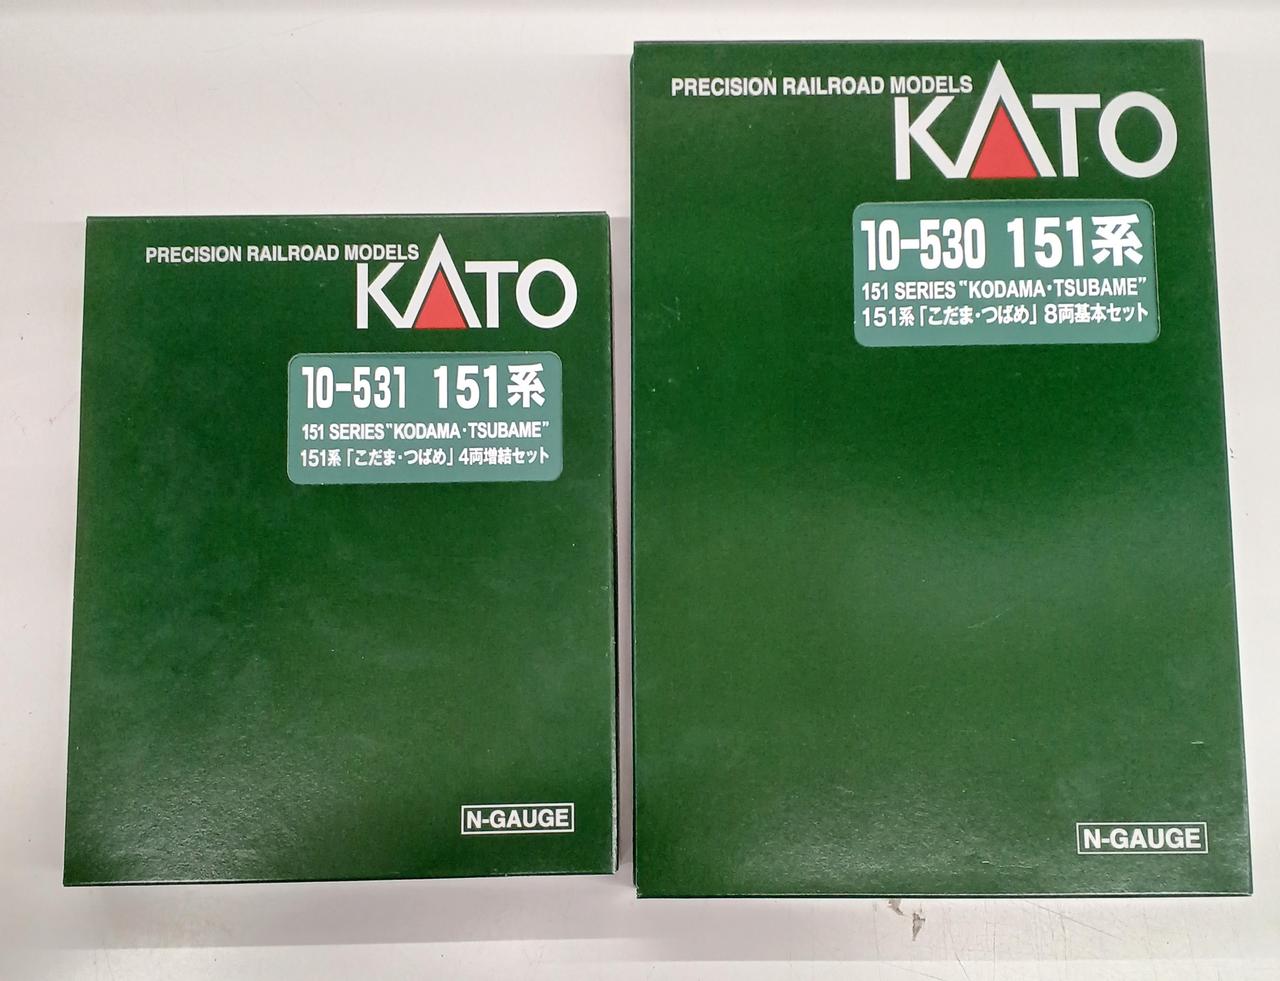 PRECISION RAILROAD MODELS
KATO
10-531 151系
151 SERIES "KODAMA・TSUBAME"
151系「こだま・つばめ」4両増結セット
N-GAUGE
PRECISION RAILROAD MODELS
KATO
10-530 151系
151 SERIES "KODAMA・TSUBAME"
151系「こだま・つばめ」8両基本セット
N-GAUGE